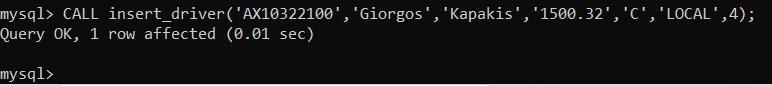 mysql> CALL insert_driver('AX10322100','Giorgos','Kapakis','1500.32','C','LOCAL',4);
Query OK, 1 row affected (0.01 sec)
mysql>